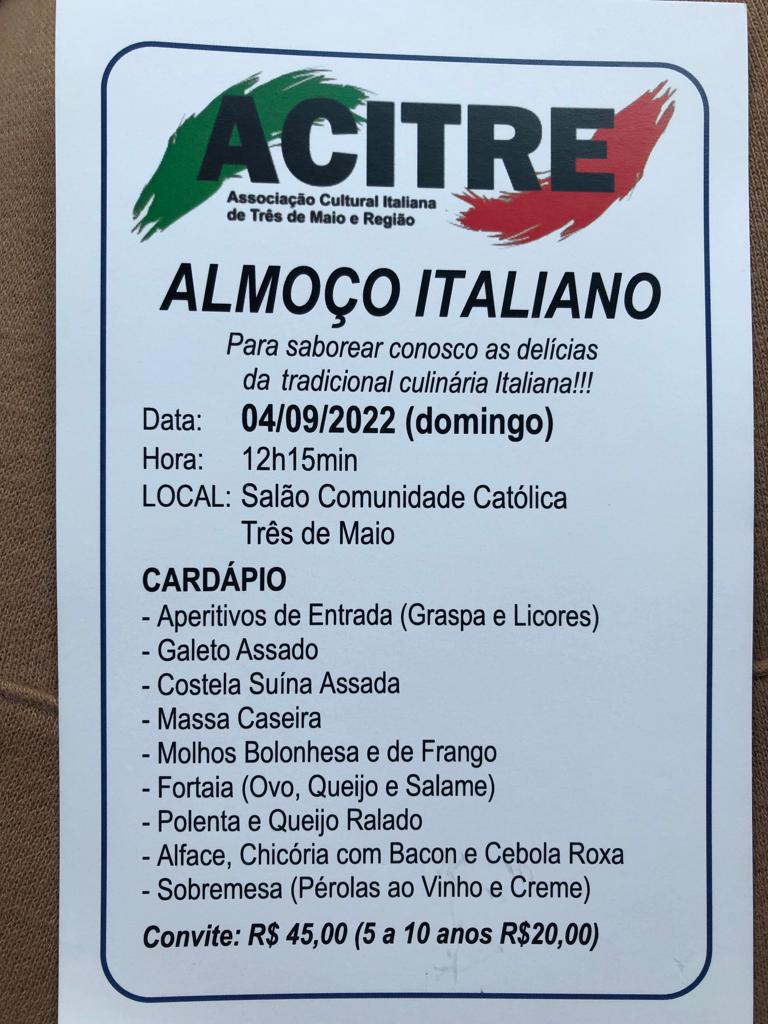 ACITRE
Associação Cultural Italiana
de Três de Maio e Região
ALMOÇO ITALIANO
Para saborear conosco as delícias
da tradicional culinária Italiana!!!
Data: 04/09/2022 (domingo)
Hora: 12h15min
LOCAL: Salão Comunidade Católica
Três de Maio
CARDÁPIO
- Aperitivos de Entrada (Graspa e Licores)
- Galeto Assado
- Costela Suína Assada
- Massa Caseira
- Molhos Bolonhesa e de Frango
- Fortaia (Ovo, Queijo e Salame)
- Polenta e Queijo Ralado
- Alface, Chicória com Bacon e Cebola Roxa
- Sobremesa (Pérolas ao Vinho e Creme)
Convite: R$ 45,00 (5 a 10 anos R$20,00)